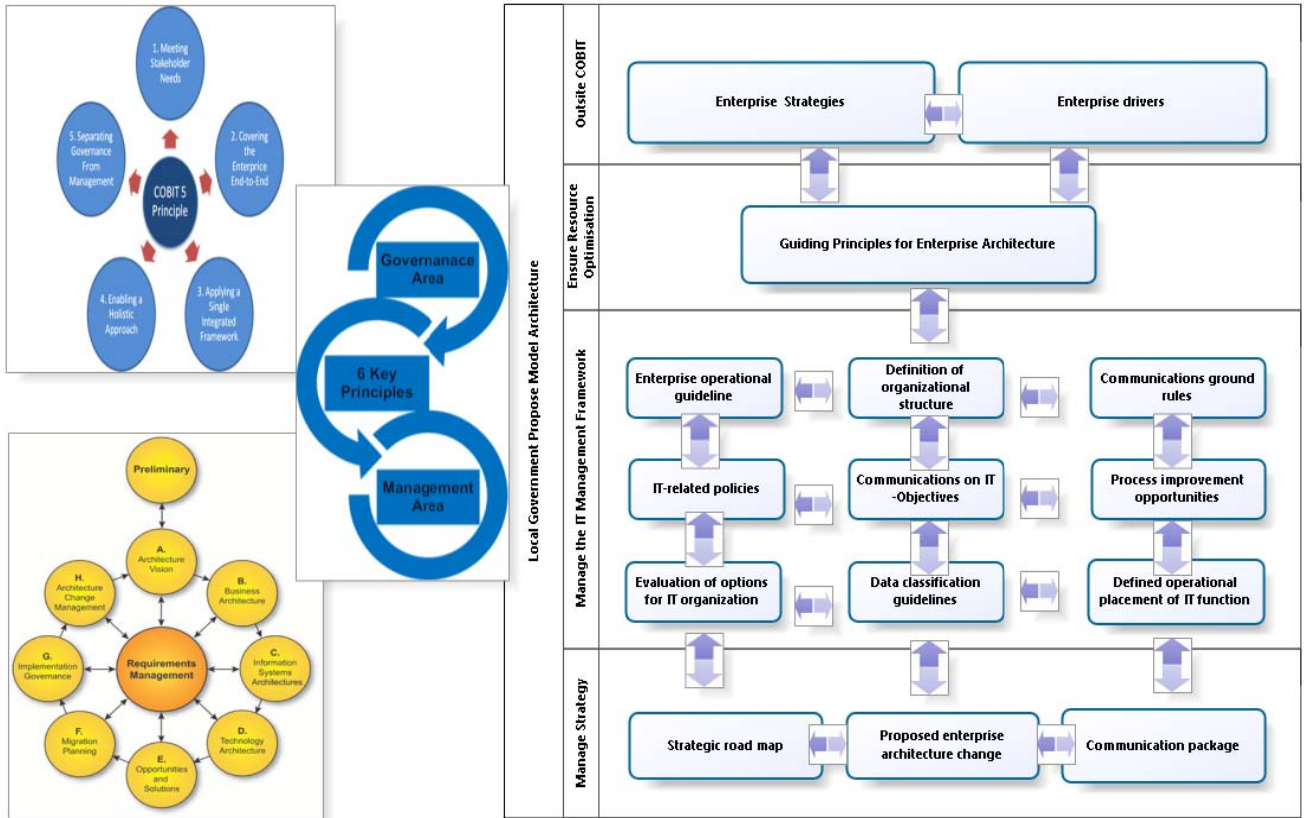 1. Meeting
Stakeholder
Needs
5. Separating
Governance
From
Management
2. Covering
the
Enterprice
End-to-End
COBIT 5
Principle
4. Enabling a
Holistic
Approach
3. Applying a
Single
Integrated
Framework
Governanace
Area
6 Key
Principles
Management
Area
Preliminary
A.
Architecture
Vision
H.
Architecture
Change
Management
B.
Business
Architecture
G.
Implementation
Governance
Requirements
Management
C.
Information
Systems
Architectures
F.
Migration
Planning
D.
Technology
Architecture
E.
Opportunities
and
Solutions
Local Government Propose Model Architecture
Outsite COBIT
Enterprise Strategies
Enterprise drivers
Ensure Resource
Optimisation
Guiding Principles for Enterprise Architecture
Manage the IT Management Framework
Enterprise operational
guideline
Definition of
organizational
structure
Communications ground
rules
IT-related policies
Communications on IT
-Objectives
Process improvement
opportunities
Evaluation of options
for IT organization
Data classification
guidelines
Defined operational
placement of IT function
Manage Strategy
Strategic road map
Proposed enterprise
architecture change
Communication package